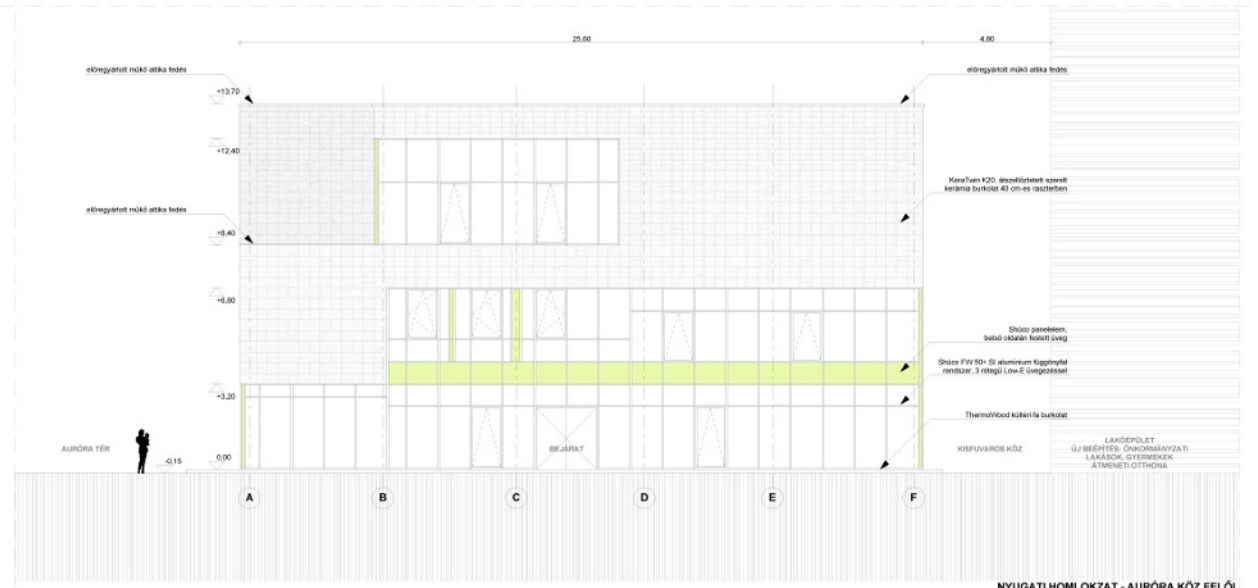 25,60
4,80
előregyártott műkő attika fedés
előregyártott műkő attika fedés
+13,70
+12,40
KeraTwin K20, átszellőztetett szerelt
kerámia burkolat 40 cm-es raszterben
előregyártott műkő attika fedés
+8,40
+6,80
Shüco panelelem,
belső oldalán festett üveg
Shüco FW 50+ SI alumínium függönyfal
rendszer, 3 rétegű Low-E üvegezéssel
+3,20
ThermoWood kültéri fa burkolat
AURÓRA TÉR
-0,15
0,00
BEJÁRAT
KISFUVAROS KÖZ
LAKÓÉPÜLET
ÚJ BEÉPÍTÉS: ÖNKORMÁNYZATI
LAKÁSOK, GYERMEKEK
ÁTMENETI OTTHONA
A
B
C
D
E
F
NYUGATI HOMLOKZAT - AURÓRA KÖZ FELŐL